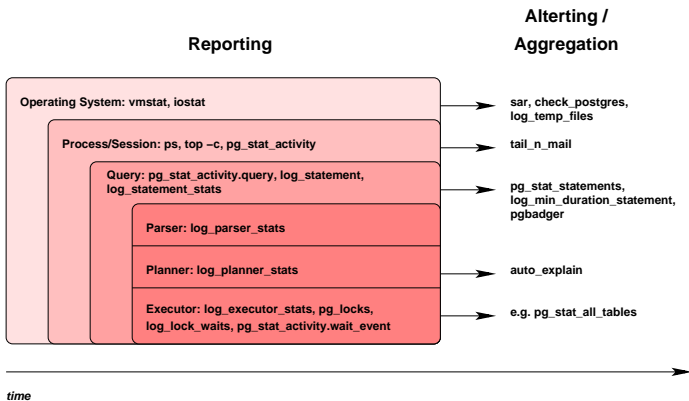 Alterting /
Reporting
Aggregation
Operating System: vmstat, iostat
sar, check_postgres,
log_temp_files
Process/Session: ps, top −c, pg_stat_activity
tail_n_mail
Query: pg_stat_activity.query, log_statement,
log_statement_stats
pg_stat_statements,
log_min_duration_statement,
pgbadger
Parser: log_parser_stats
Planner: log_planner_stats
auto_explain
Executor: log_executor_stats, pg_locks,
log_lock_waits, pg_stat_activity.wait_event
e.g. pg_stat_all_tables
time